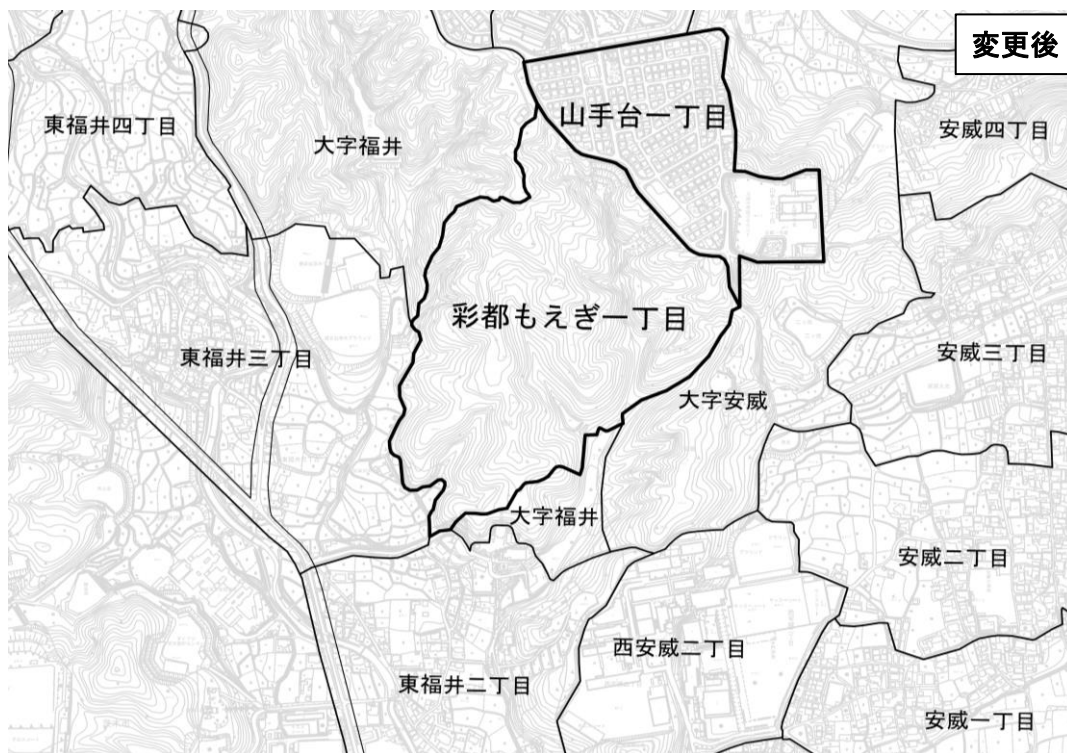 変更後
山手台一丁目
東福井四丁目
安威四丁目
大字福井
彩都もえぎ一丁目
東福井三丁目
安威三丁目
大字安威
大字福井
安威二丁目
西安威二丁目
東福井二丁目
安威一丁目